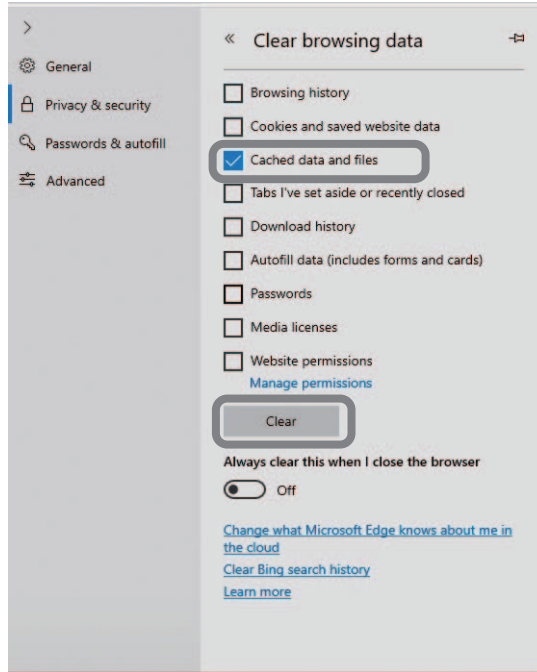 General
Privacy & security
Passwords & autofill
Advanced
Clear browsing data
Browsing history
Cookies and saved website data
Cached data and files
Tabs I've set aside or recently closed
Download history
Autofill data (includes forms and cards)
Passwords
Media licenses
Website permissions
Manage permissions
Clear
Always clear this when I close the browser
Off
Change what Microsoft Edge knows about me in
the cloud
Clear Bing search history
Learn more